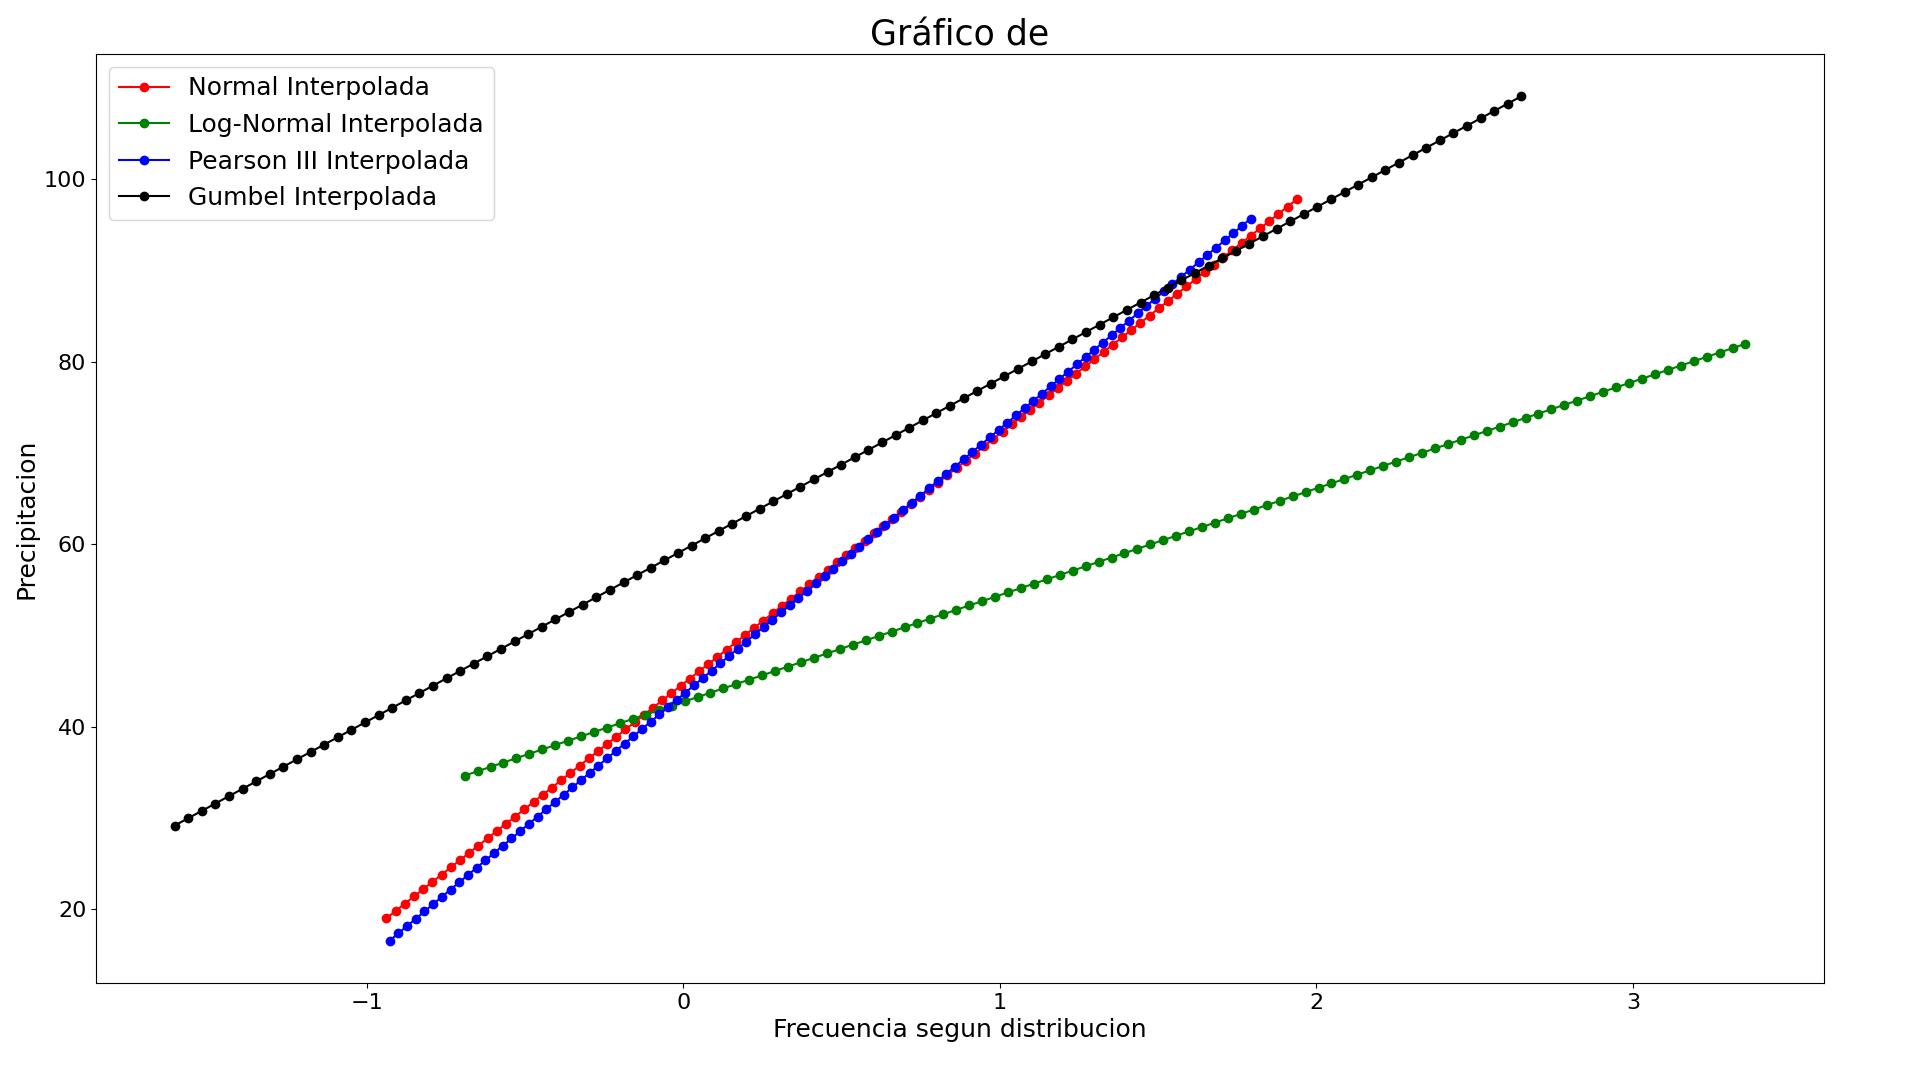 Gráfico de
Normal Interpolada
Log-Normal Interpolada
Pearson III Interpolada
Gumbel Interpolada
100
80
60
40
20
Precipitacion
−1
0
1
2
3
Frecuencia segun distribucion